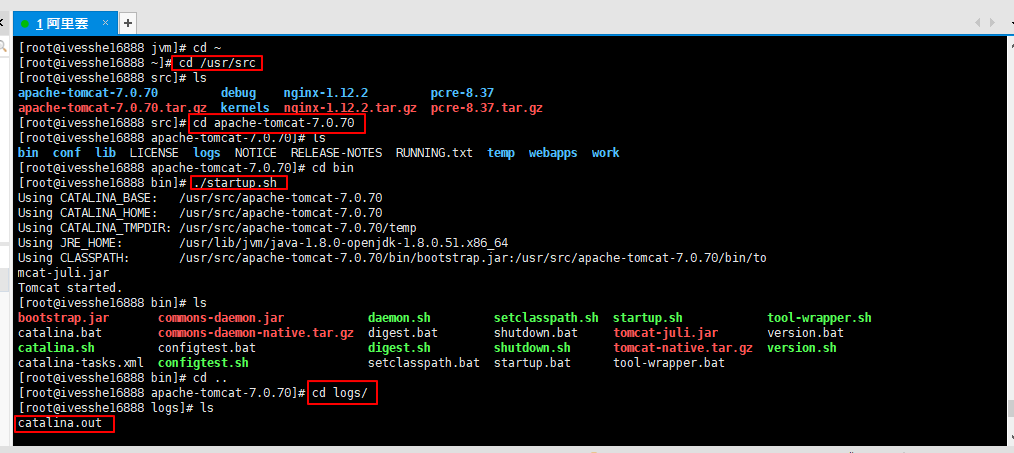 1 阿里雲 × +
[root@ivesshe16888 jvm]# cd ~
[root@ivesshe16888 ~]# cd /usr/src
[root@ivesshe16888 src]# ls
apache-tomcat-7.0.70 debug nginx-1.12.2 pcre-8.37
apache-tomcat-7.0.70.tar.gz kernels nginx-1.12.2.tar.gz pcre-8.37.tar.gz
[root@ivesshe16888 src]# cd apache-tomcat-7.0.70
[root@ivesshe16888 apache-tomcat-7.0.70]# ls
bin conf lib LICENSE logs NOTICE RELEASE-NOTES RUNNING.txt temp webapps work
[root@ivesshe16888 apache-tomcat-7.0.70]# cd bin
[root@ivesshe16888 bin]# ./startup.sh
Using CATALINA_BASE: /usr/src/apache-tomcat-7.0.70
Using CATALINA_HOME: /usr/src/apache-tomcat-7.0.70
Using CATALINA_TMPDIR: /usr/src/apache-tomcat-7.0.70/temp
Using JRE_HOME: /usr/lib/jvm/java-1.8.0-openjdk-1.8.0.51.x86_64
Using CLASSPATH: /usr/src/apache-tomcat-7.0.70/bin/bootstrap.jar:/usr/src/apache-tomcat-7.0.70/bin/to
mcat-juli.jar
Tomcat started.
[root@ivesshe16888 bin]# ls
bootstrap.jar commons-daemon.jar daemon.sh setclasspath.sh startup.sh tool-wrapper.sh
catalina.bat commons-daemon-native.tar.gz digest.bat shutdown.bat tomcat-juli.jar version.bat
catalina.sh configtest.bat digest.sh shutdown.sh tomcat-native.tar.gz version.sh
catalina-tasks.xml configtest.sh setclasspath.bat startup.bat tool-wrapper.bat
[root@ivesshe16888 bin]# cd ..
[root@ivesshe16888 apache-tomcat-7.0.70]# cd logs/
[root@ivesshe16888 logs]# ls
catalina.out